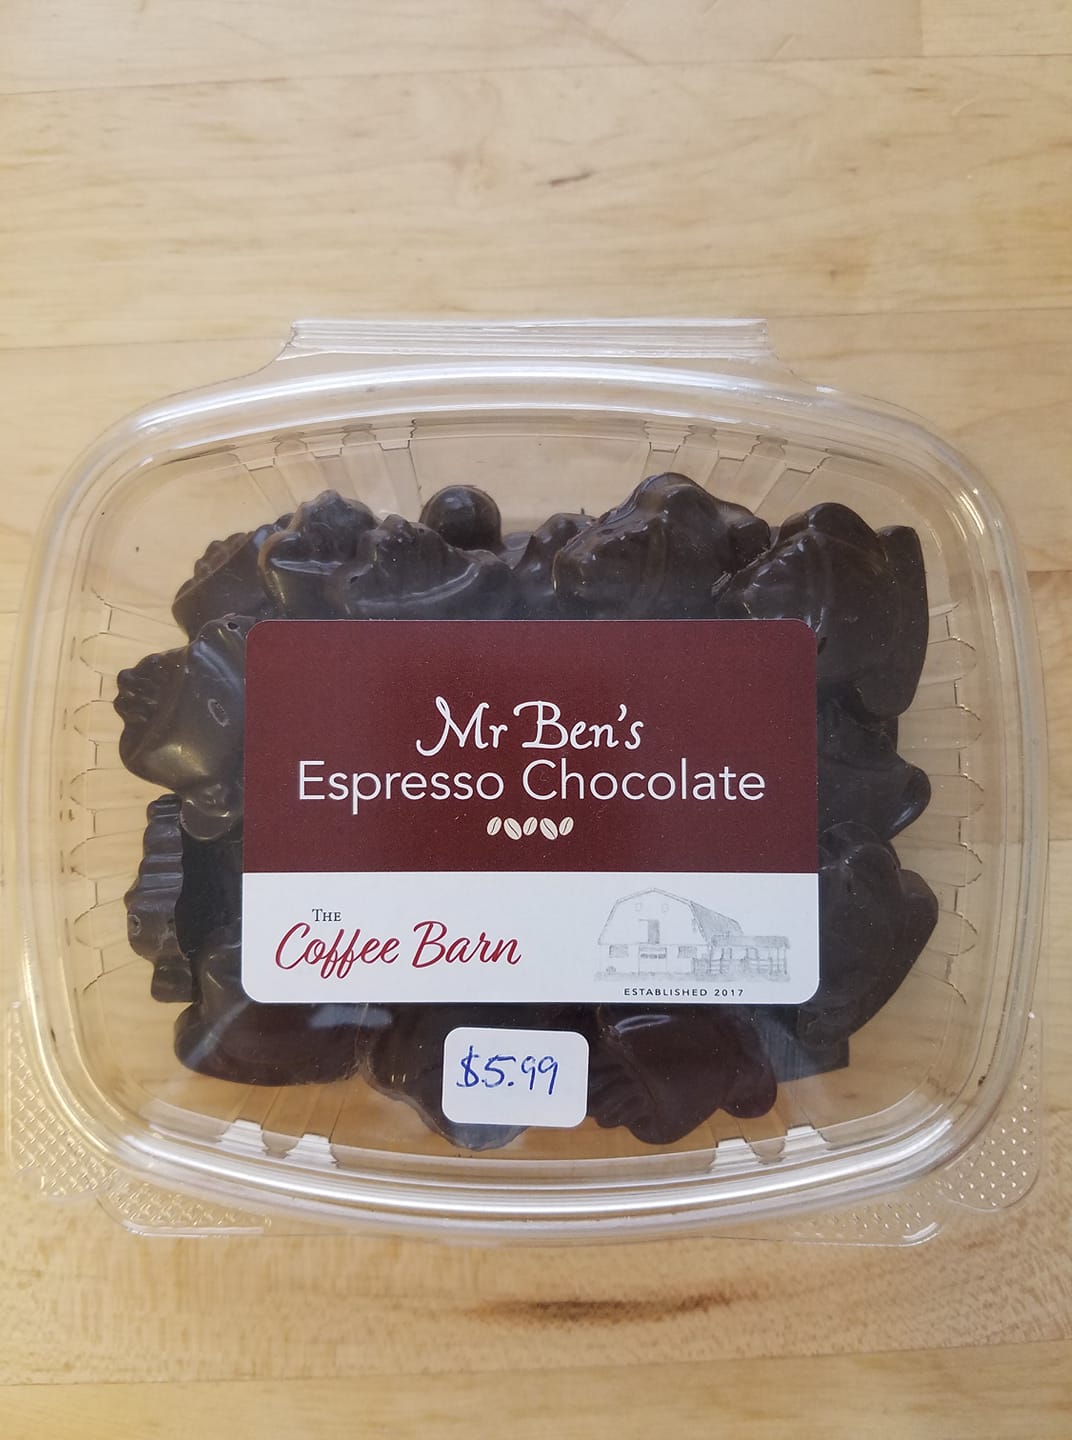 Mr Ben's
Espresso Chocolate
THE
Coffee Barn
ESTABLISHED 2017
$5.99